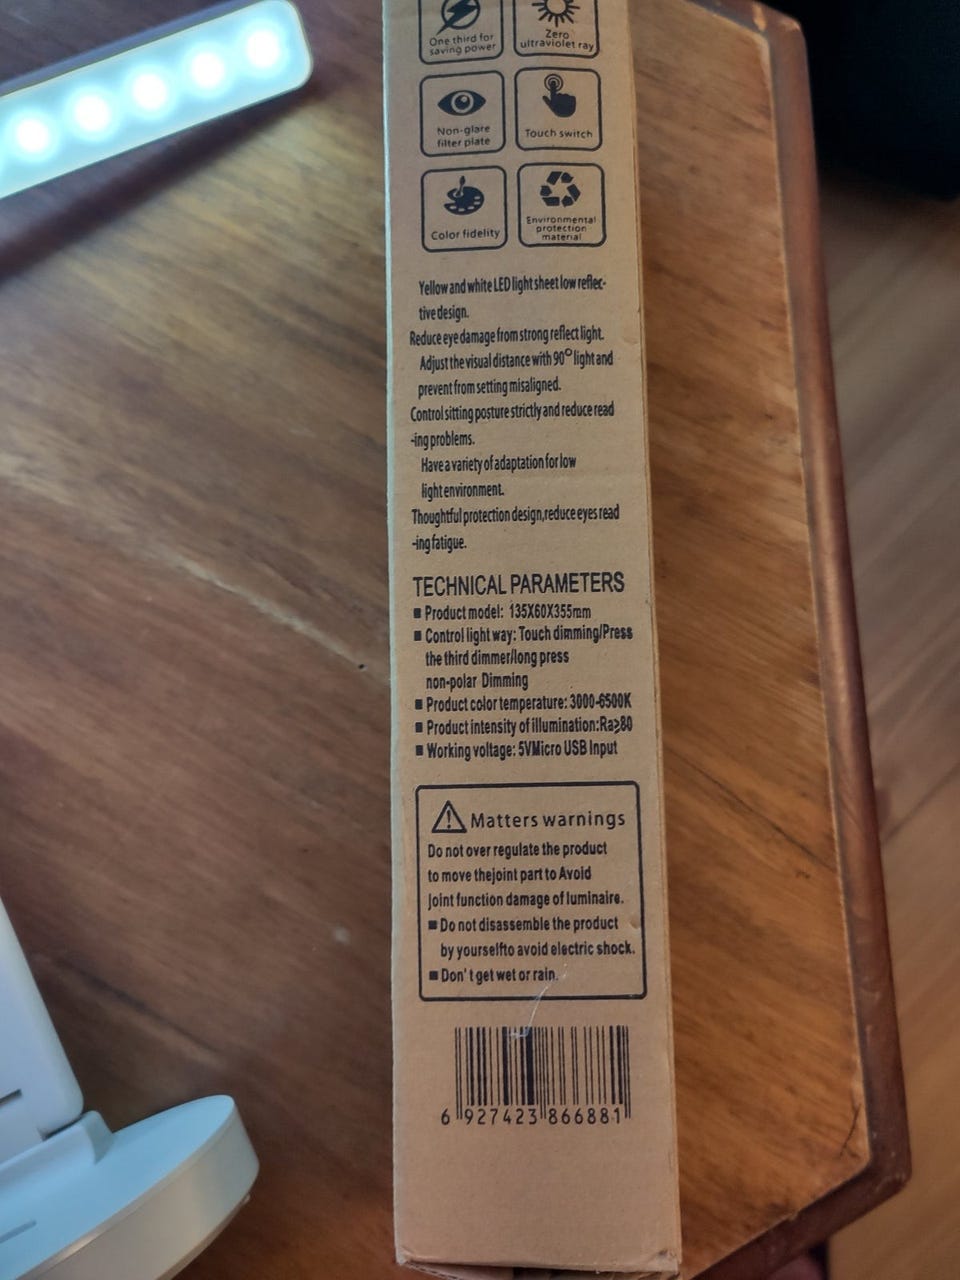 One third for
saving power
Zero
ultraviolet ray
Non-glare
filter plate
Touch switch
Color fidelity
Environmental
protection
material
Yellow and white LED light sheet low reflec-
tive design.
Reduce eye damage from strong reflect light.
Adjust the visual distance with 90° light and
prevent from setting misaligned.
Control sitting posture strictly and reduce read
-ing problems.
Have a variety of adaptation for low
light environment.
Thoughtful protection design,reduce eyes read
-ing fatigue.
TECHNICAL PARAMETERS
■ Product model: 135X60X355mm
■ Control light way: Touch dimming/Press
the third dimmer/long press
non-polar Dimming
■ Product color temperature: 3000-6500K
■ Product intensity of illumination:Ra≥80
■ Working voltage: 5VMicro USB Input
Matters warnings
Do not over regulate the product
to move thejoint part to Avoid
joint function damage of luminaire.
■ Do not disassemble the product
by yourselfto avoid electric shock.
■ Don't get wet or rain.
6 927423 866881